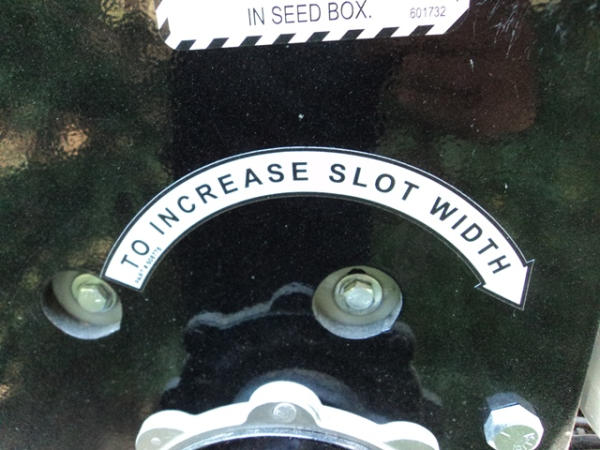 IN SEED BOX.
601732
TO INCREASE SLOT WIDTH